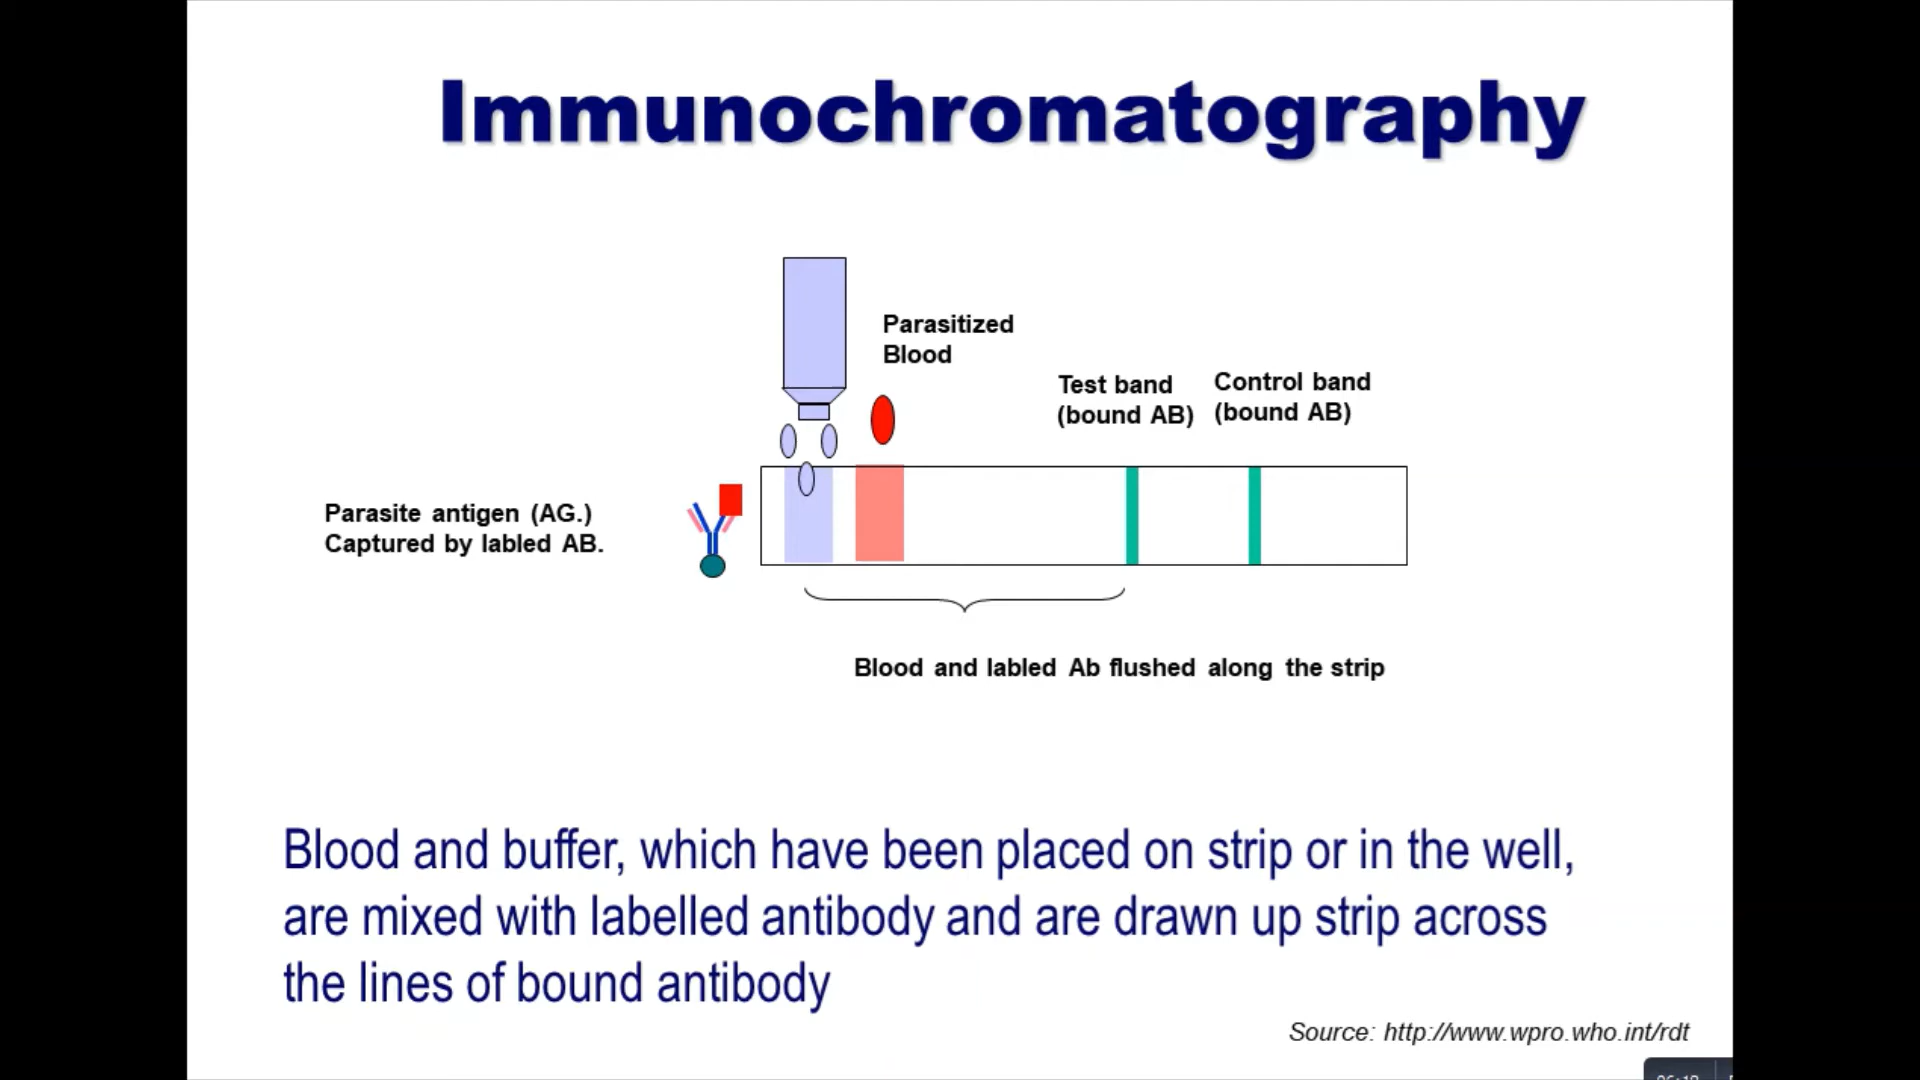 Immunochromatography
Parasitized
Blood
Test band
(bound AB)
Control band
(bound AB)
Parasite antigen (AG.)
Captured by labled AB.
Blood and labled Ab flushed along the strip
Blood and buffer, which have been placed on strip or in the well,
are mixed with labelled antibody and are drawn up strip across
the lines of bound antibody
Source: http://www.wpro.who.int/rdt